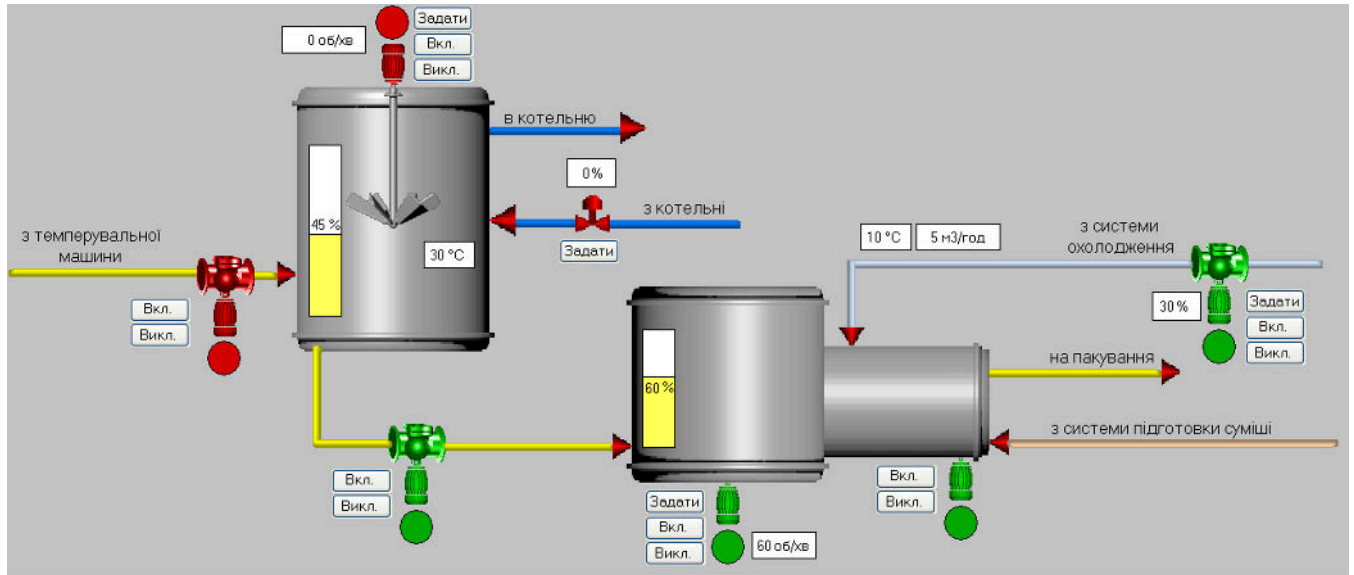 0 об/хв
Задати
Вкл.
Викл.
в котельню
0%
45 %
з котельні
з темперувальної
машини
30 °C
Задати
10 °C
5 м3/год
з системи
охолодження
Вкл.
Викл.
30 %
Задати
Вкл.
Викл.
60 %
на пакування
з системи підготовки суміші
Вкл.
Викл.
Задати
Вкл.
Викл.
60 об/хв
Вкл.
Викл.